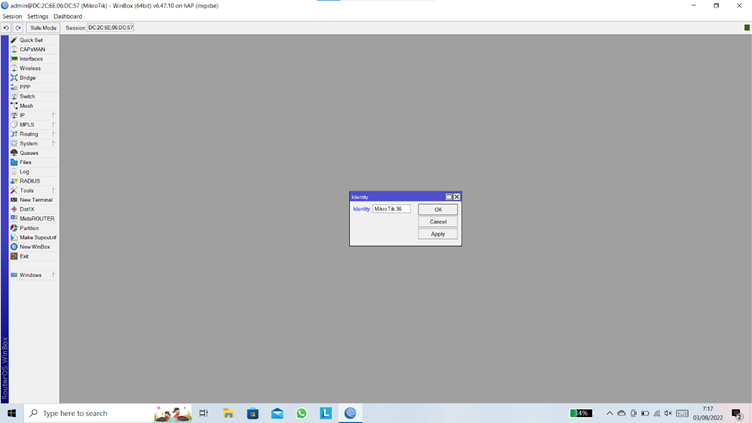 admin@DC:2C:6E:06:DC:57 (MikroTik) - WinBox (64bit) v6.47.10 on hAP (mipsbe)
Session Settings Dashboard
Safe Mode Session: DC:2C:6E:06:DC:57
Quick Set
CAPsMAN
Interfaces
Wireless
Bridge
PPP
Switch
Mesh
IP
MPLS
Routing
System
Queues
Files
Log
RADIUS
Tools
New Terminal
Dot1X
MetaROUTER
Partition
Make Supout.rif
New WinBox
Exit
Windows
RouterOS WinBox
Identity
Identity: MikroTik 36
OK
Cancel
Apply
Type here to search
L
7:17
03/08/2022
2